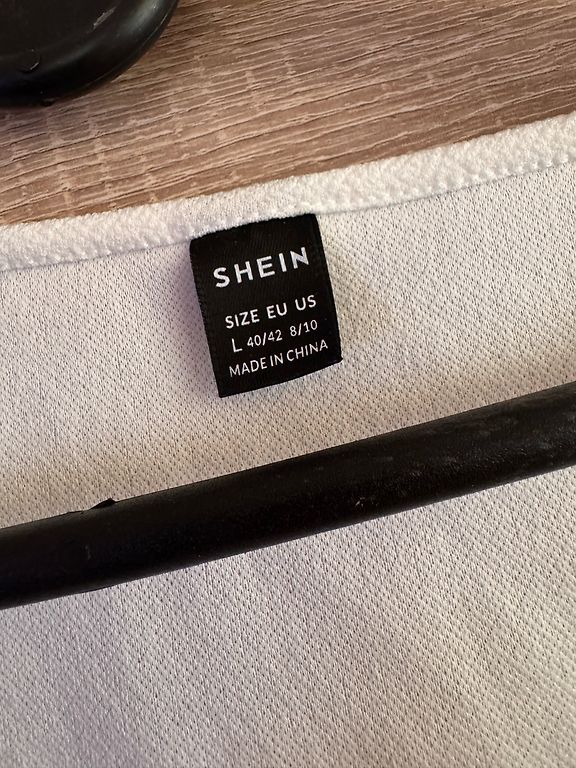 SHEIN
SIZE EU US
L 40/42 8/10
MADE IN CHINA